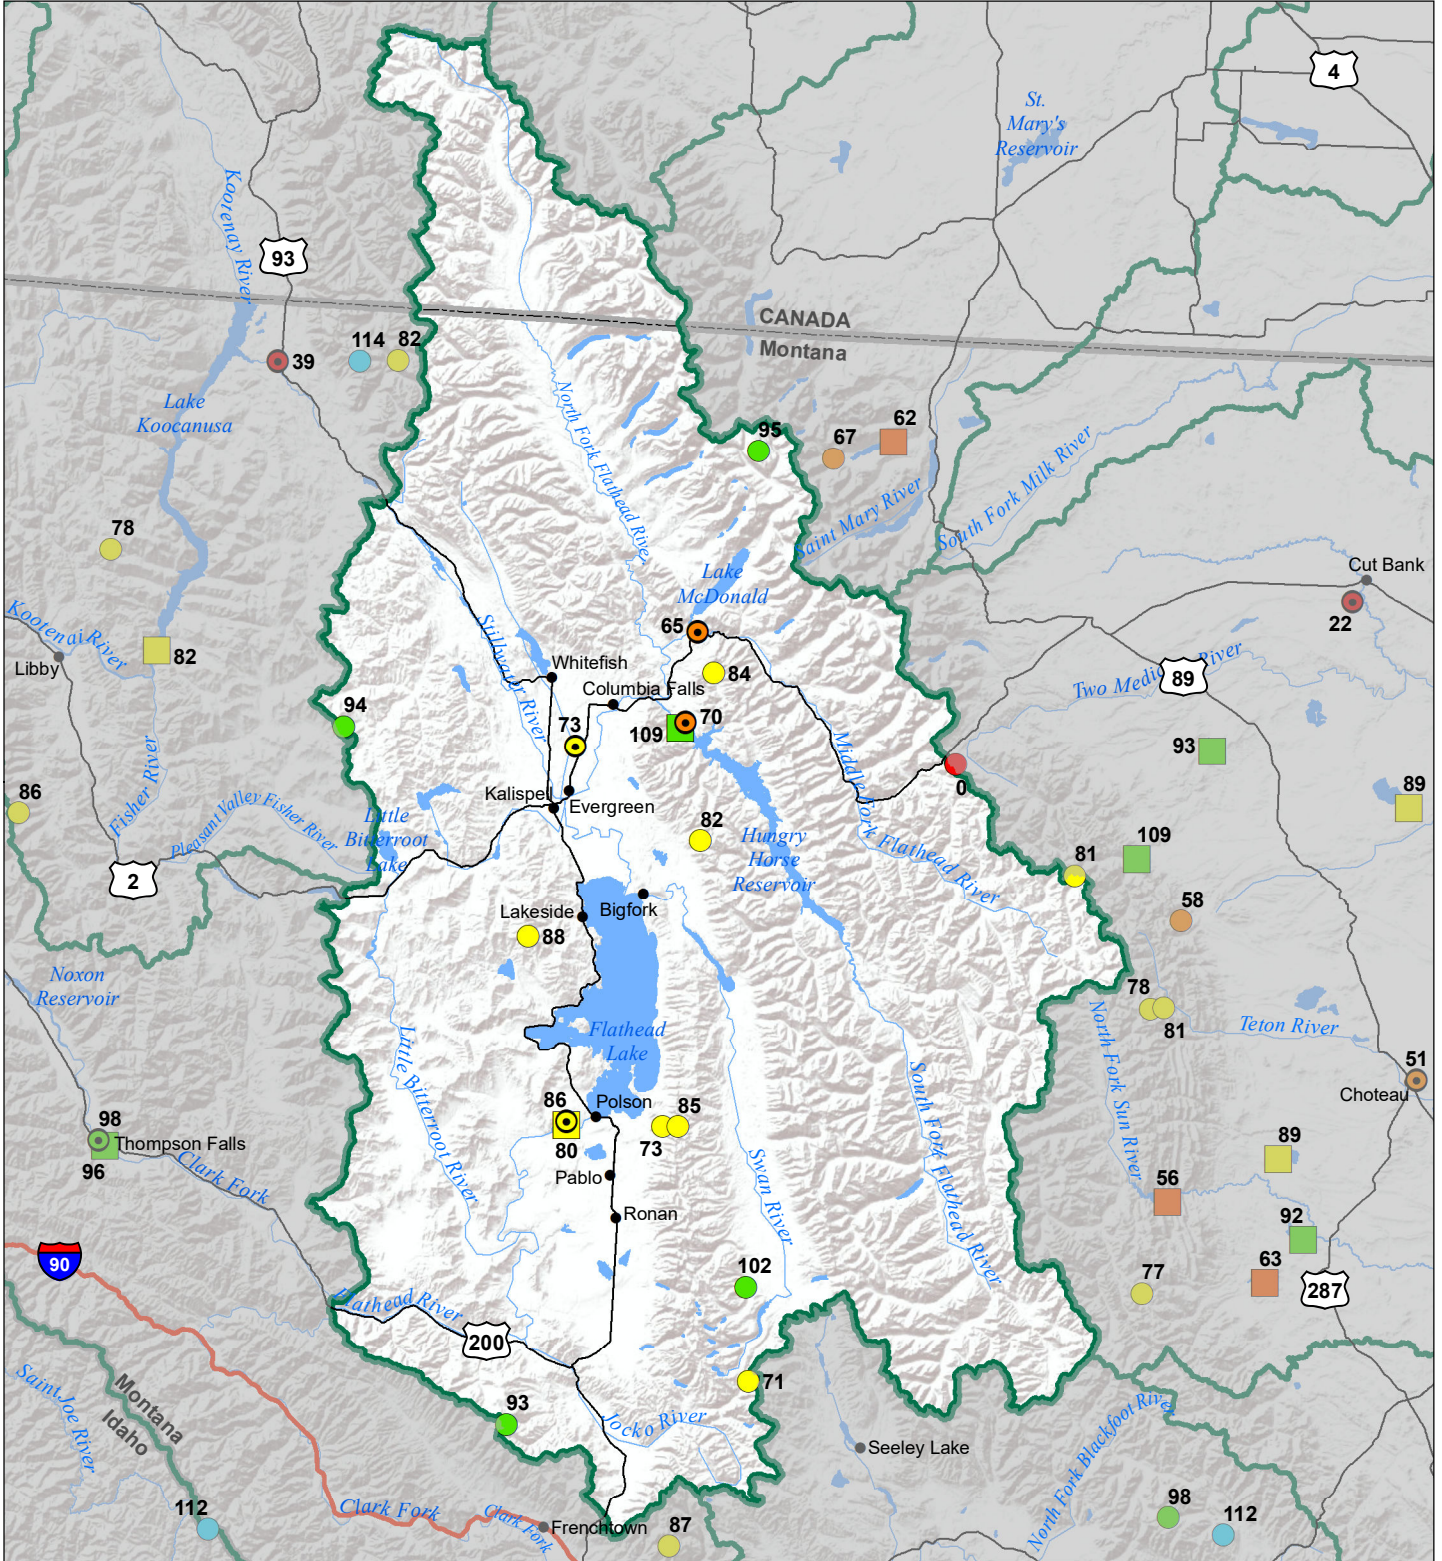 4
St.
Mary's
Reservoir
Kootenay River
93
CANADA
Montana
39
114
82
Lake
Koocanusa
95
67
62
North Fork Flathead River
Saint Mary River
South Fork Milk River
78
Lake
McDonald
Cut Bank
22
Kootenai River
Libby
82
Stillwater River
65
84
Whitefish
Columbia Falls
Two Medicine River
89
94
73
109
70
93
Middle Fork Flathead River
0
86
Fisher River
Pleasant Valley Fisher River
Kalispell
Evergreen
89
Little
Bitterroot
Lake
82
Hungry
Horse
Reservoir
109
81
2
58
Lakeside
Bigfork
88
Noxon
Reservoir
78
81
Teton River
Flathead
Lake
North Fork Sun River
Little Bitterroot River
South Fork Flathead River
51
Choteau
86
80
Polson
73
85
98
Thompson Falls
96
Clark Fork
Pablo
Swan River
89
56
Ronan
92
90
102
77
63
287
Flathead River
200
Saint Joe River
Montana
Idaho
71
93
Jocko River
Seeley Lake
North Fork Blackfoot River
112
Clark Fork
Clark Fork
Frenchtown
87
98
112